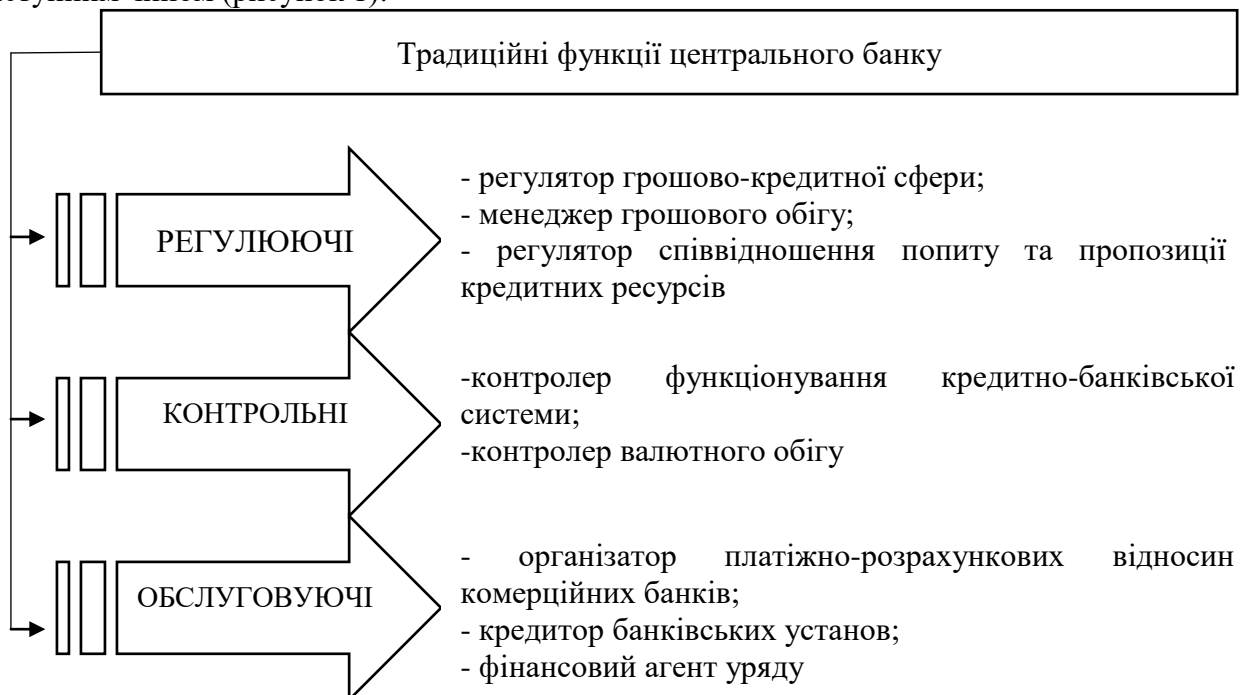 Традиційні функції центрального банку
РЕГУЛЮЮЧІ
- регулятор грошово-кредитної сфери;
- менеджер грошового обігу;
- регулятор співвідношення попиту та пропозиції
кредитних ресурсів
КОНТРОЛЬНІ
-контролер функціонування кредитно-банківської
системи;
-контролер валютного обігу
ОБСЛУГОВУЮЧІ
- організатор платіжно-розрахункових відносин
комерційних банків;
- кредитор банківських установ;
- фінансовий агент уряду